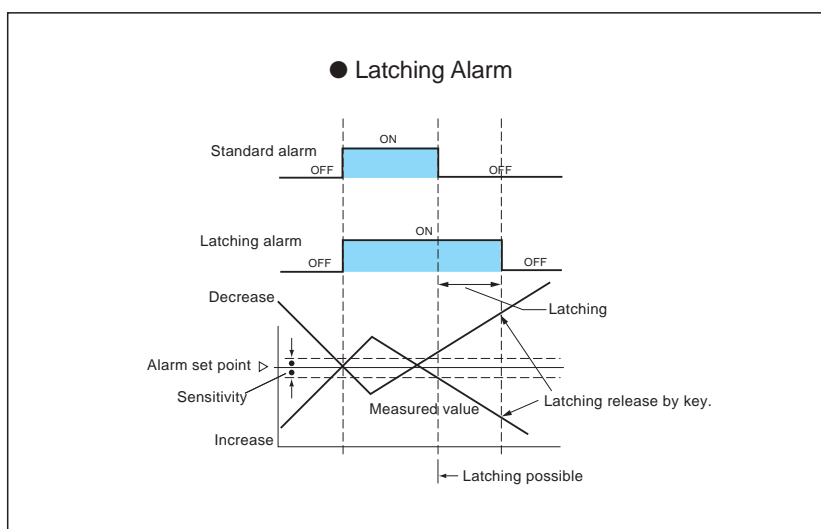 ● Latching Alarm
ON
Standard alarm
OFF
OFF
ON
Latching alarm
OFF
OFF
Decrease
Latching
Alarm set point ▷
Sensitivity
Measured value
Latching release by key.
Increase
Latching possible